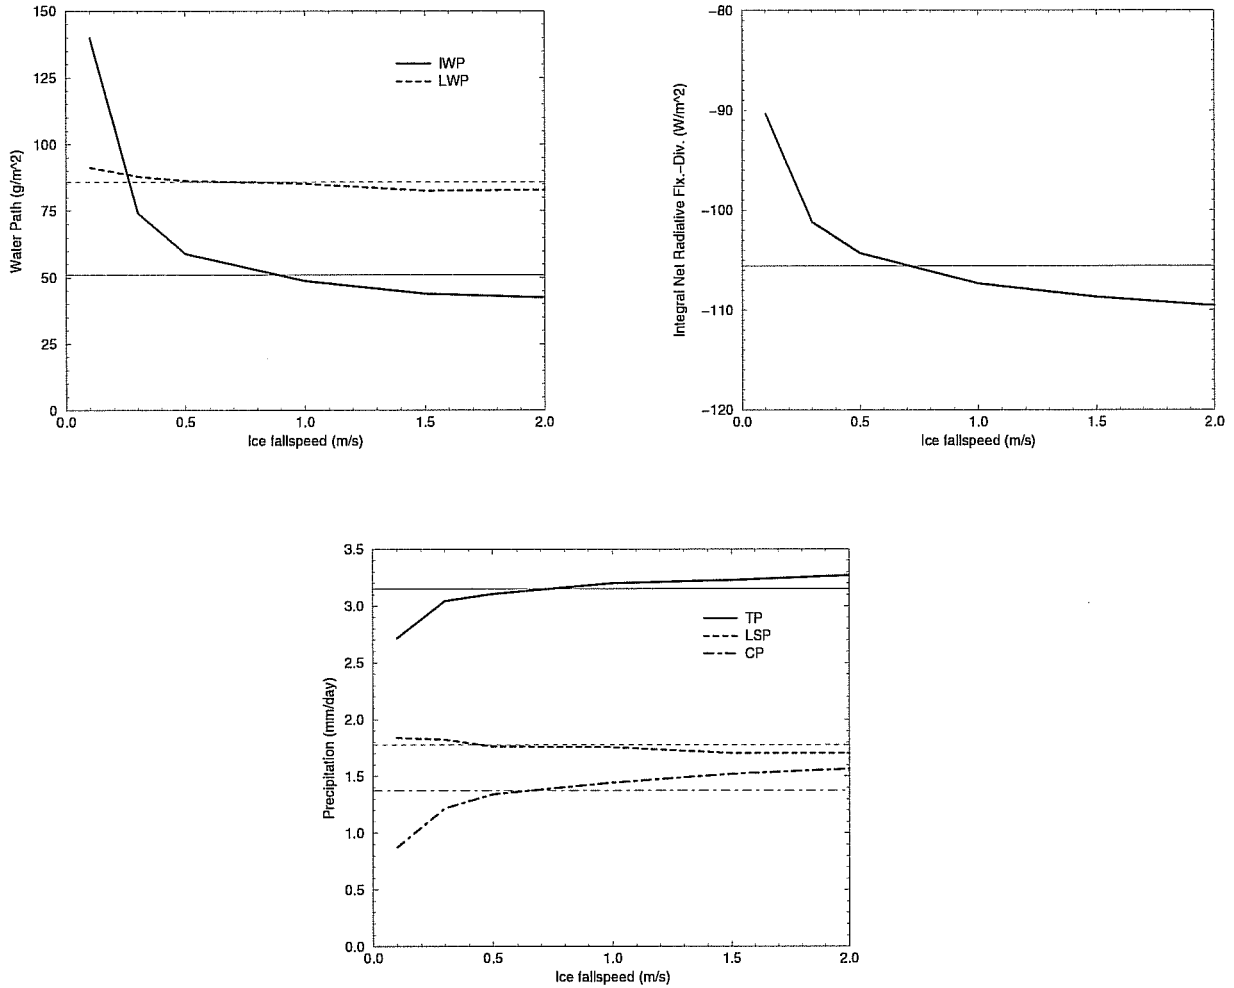 150
125
100
75
50
25
0
Water Path (g/m^2)
IWP
LWP
0.0 0.5 1.0 1.5 2.0
Ice fallspeed (m/s)
−80
−90
−100
−110
−120
Integral Net Radiative Flx.−Div. (W/m^2)
0.0 0.5 1.0 1.5 2.0
Ice fallspeed (m/s)
3.5
3.0
2.5
2.0
1.5
1.0
0.5
0.0
Precipitation (mm/day)
TP
LSP
CP
0.0 0.5 1.0 1.5 2.0
Ice fallspeed (m/s)